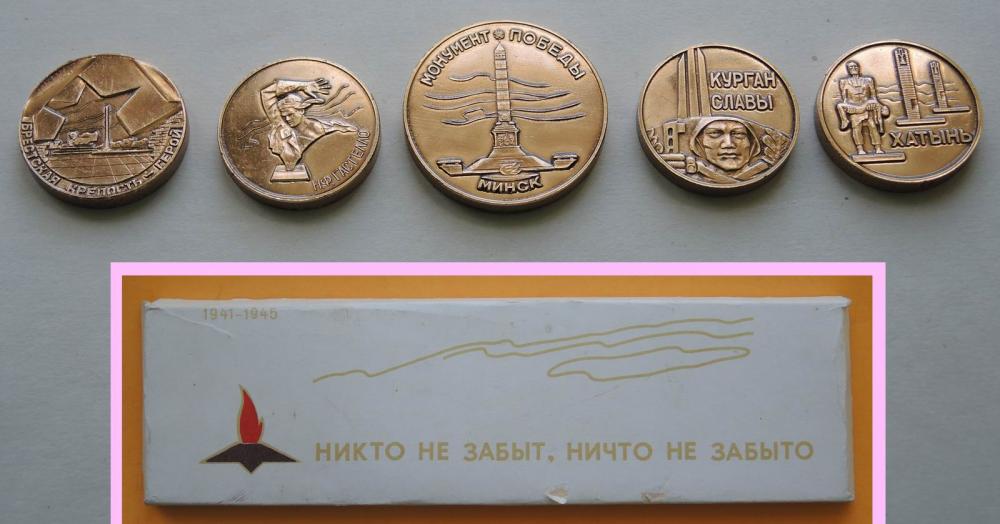 БРЕСТСКАЯ КРЕПОСТЬ-ГЕРОЙ
Н.Ф. ГАСТЕЛЛО
МОНУМЕНТ ПОБЕДЫ
МИНСК
КУРГАН
СЛАВЫ
ХАТЫНЬ
1941-1945
НИКТО НЕ ЗАБЫТ, НИЧТО НЕ ЗАБЫТО